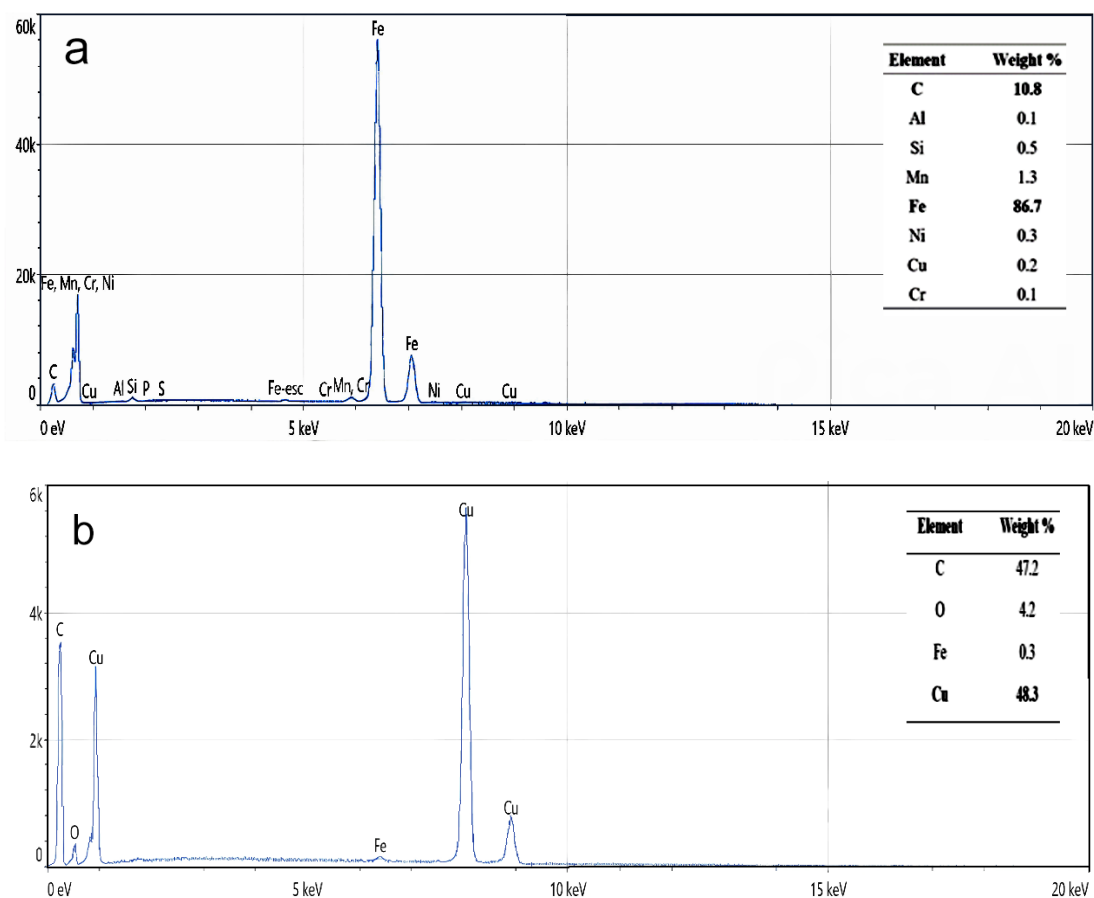 60k
a
Fe
Element Weight %
C 10.8
Al 0.1
Si 0.5
Mn 1.3
Fe 86.7
Ni 0.3
Cu 0.2
Cr 0.1
40k
20k
Fe, Mn, Cr, Ni
Fe
C
Cu Al Si P S Fe-esc Cr Mn, Cr Ni Cu Cu
0
0 eV 5 keV 10 keV 15 keV 20 keV
6k
b
Cu
Element Weight %
C 47.2
O 4.2
Fe 0.3
Cu 48.3
4k
C
Cu
2k
Cu
O
Fe
0
0 eV 5 keV 10 keV 15 keV 20 keV